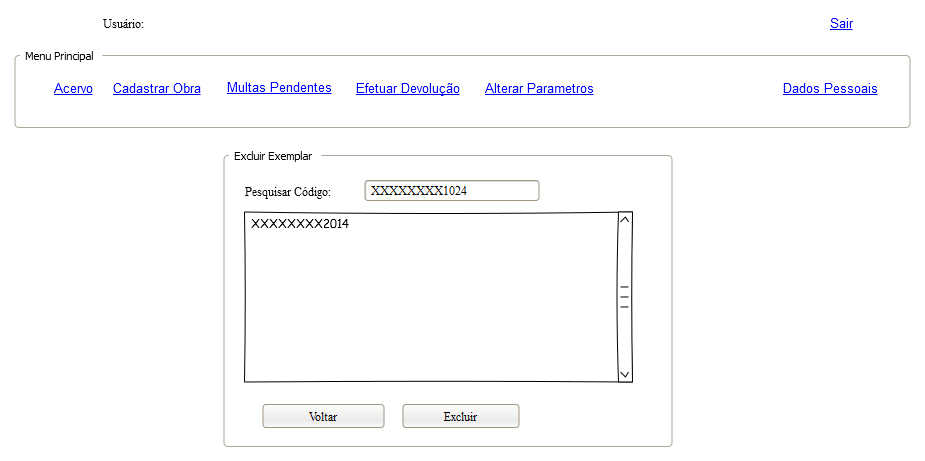 Usuário: Sair
Menu Principal
Acervo Cadastrar Obra Multas Pendentes Efetuar Devolução Alterar Parametros Dados Pessoais
Excluir Exemplar
Pesquisar Código: XXXXXXXX1024
XXXXXXXX2014
Voltar Excluir